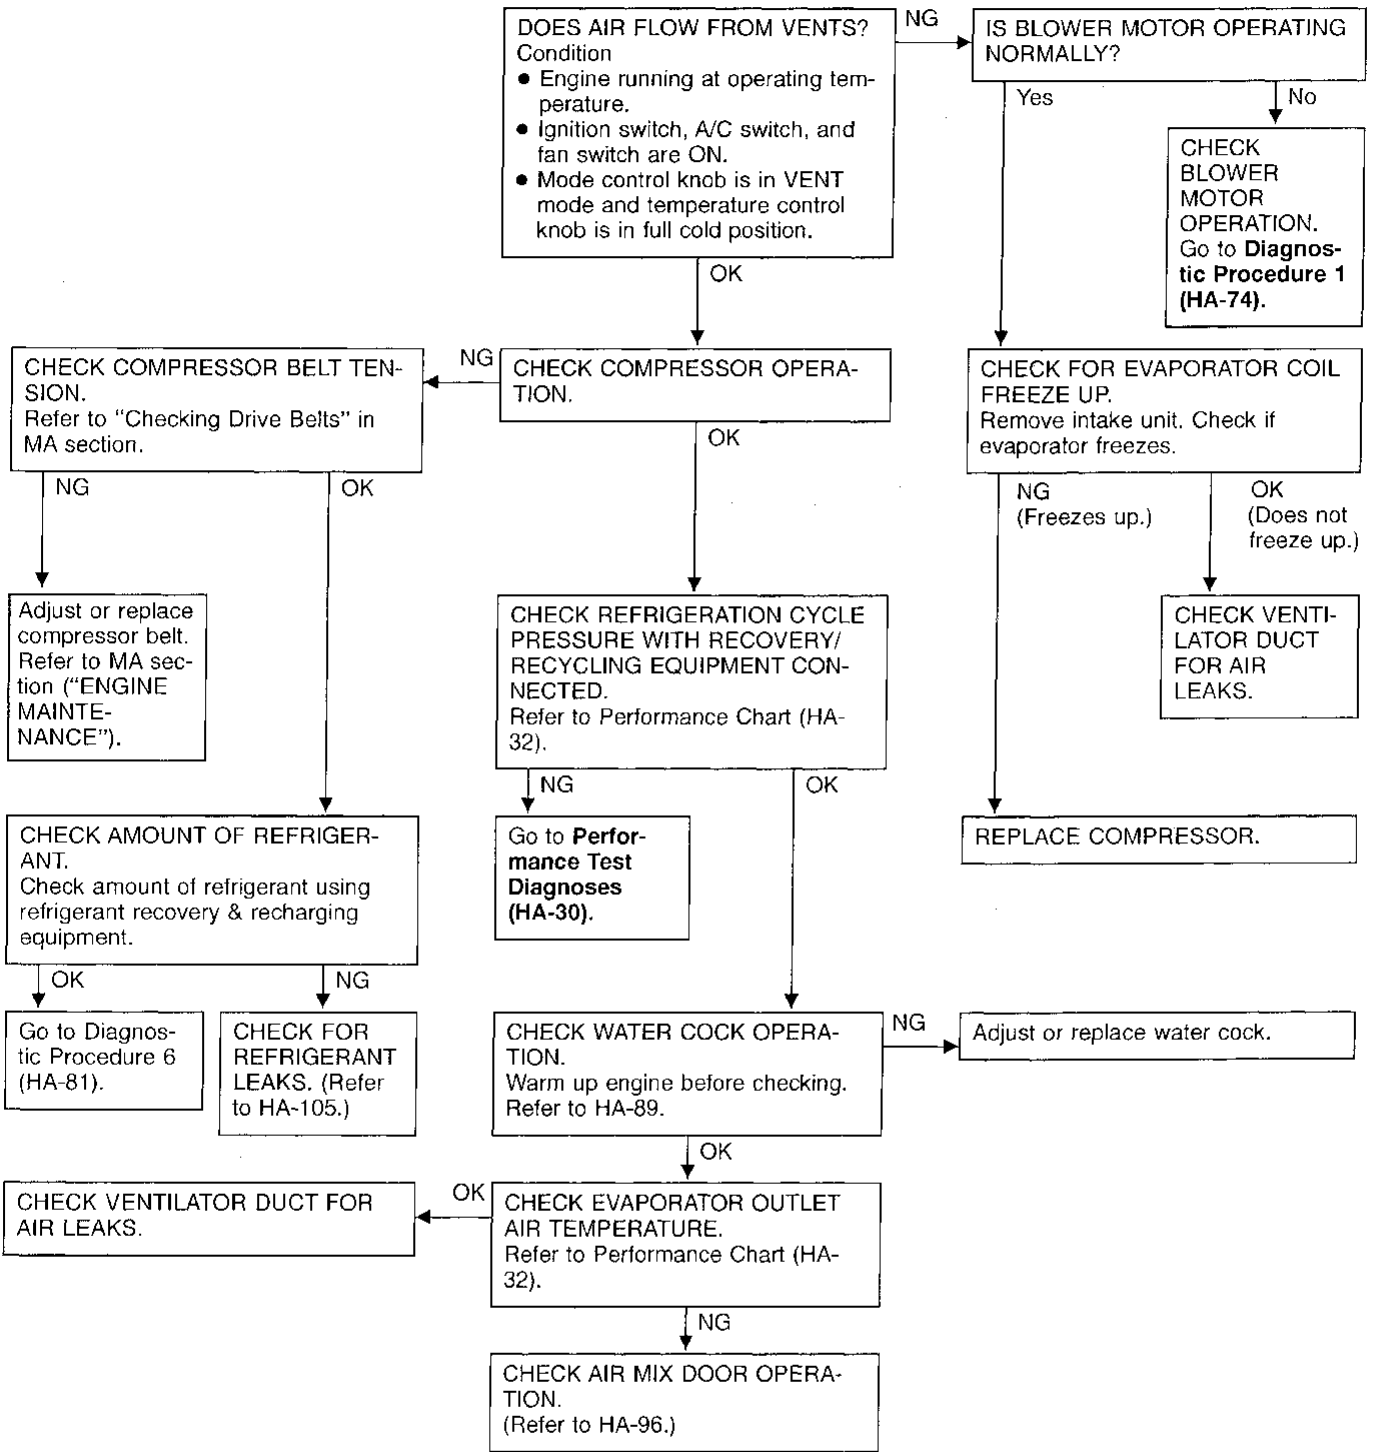 DOES AIR FLOW FROM VENTS?
Condition
● Engine running at operating tem-
perature.
● Ignition switch, A/C switch, and
fan switch are ON.
● Mode control knob is in VENT
mode and temperature control
knob is in full cold position.
NG
IS BLOWER MOTOR OPERATING
NORMALLY?
Yes
No
CHECK
BLOWER
MOTOR
OPERATION.
Go to Diagnos-
tic Procedure 1
(HA-74).
OK
CHECK COMPRESSOR BELT TEN-
SION.
Refer to "Checking Drive Belts" in
MA section.
NG
CHECK COMPRESSOR OPERA-
TION.
CHECK FOR EVAPORATOR COIL
FREEZE UP.
Remove intake unit. Check if
evaporator freezes.
NG
OK
OK
NG
(Freezes up.)
OK
(Does not
freeze up.)
Adjust or replace
compressor belt.
Refer to MA sec-
tion ("ENGINE
MAINTE-
NANCE").
CHECK REFRIGERATION CYCLE
PRESSURE WITH RECOVERY/
RECYCLING EQUIPMENT CON-
NECTED.
Refer to Performance Chart (HA-
32).
CHECK VENTI-
LATOR DUCT
FOR AIR
LEAKS.
NG
OK
CHECK AMOUNT OF REFRIGER-
ANT.
Check amount of refrigerant using
refrigerant recovery & recharging
equipment.
Go to Perfor-
mance Test
Diagnoses
(HA-30).
REPLACE COMPRESSOR.
OK
NG
Go to Diagnos-
tic Procedure 6
(HA-81).
CHECK FOR
REFRIGERANT
LEAKS. (Refer
to HA-105.)
CHECK WATER COCK OPERA-
TION.
Warm up engine before checking.
Refer to HA-89.
NG
Adjust or replace water cock.
OK
CHECK VENTILATOR DUCT FOR
AIR LEAKS.
OK
CHECK EVAPORATOR OUTLET
AIR TEMPERATURE.
Refer to Performance Chart (HA-
32).
NG
CHECK AIR MIX DOOR OPERA-
TION.
(Refer to HA-96.)